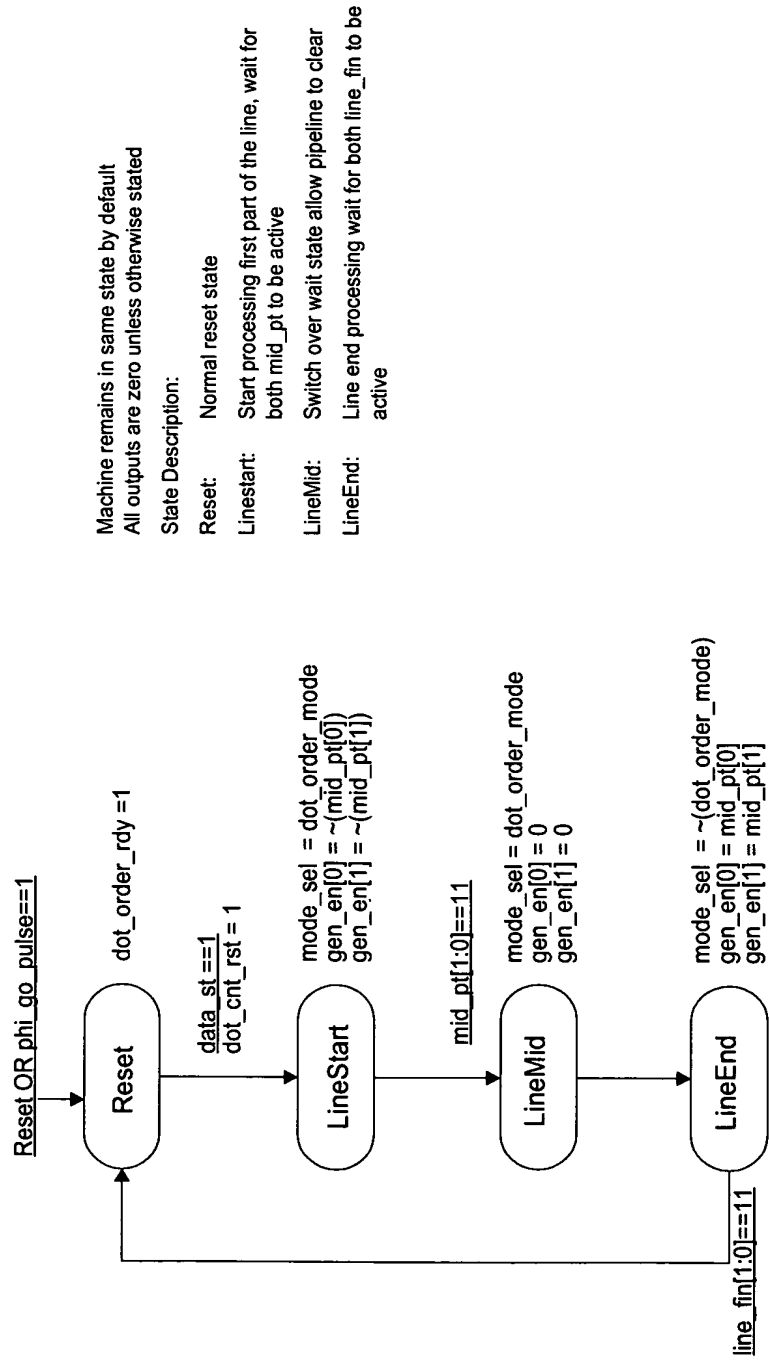 Reset OR phi_go_pulse==1
Reset
dot_order_rdy =1
data_st ==1
dot_cnt_rst = 1
LineStart
mode_sel = dot_order_mode
gen_en[0] = ~(mid_pt[0])
gen_en[1] = ~(mid_pt[1])
mid_pt[1:0]==11
LineMid
mode_sel = dot_order_mode
gen_en[0] = 0
gen_en[1] = 0
LineEnd
mode_sel = ~(dot_order_mode)
gen_en[0] = mid_pt[0]
gen_en[1] = mid_pt[1]
line_fin[1:0]==11
Machine remains in same state by default
All outputs are zero unless otherwise stated
State Description:
Reset: Normal reset state
Linestart: Start processing first part of the line, wait for
both mid_pt to be active
LineMid: Switch over wait state allow pipeline to clear
LineEnd: Line end processing wait for both line_fin to be
active